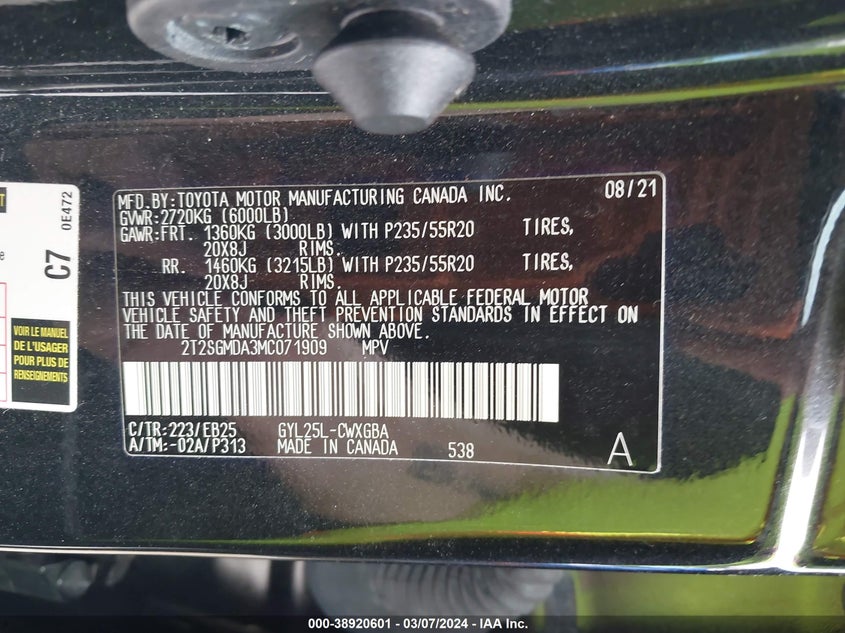 MFD.BY:TOYOTA MOTOR MANUFACTURING CANADA INC. 08/21
GVWR:2720KG (6000LB)
GAWR:FRT. 1360KG (3000LB) WITH P235/55R20 TIRES,
20X8J RIMS.
RR. 1460KG (3215LB) WITH P235/55R20 TIRES,
20X8J RIMS.
THIS VEHICLE CONFORMS TO ALL APPLICABLE FEDERAL MOTOR
VEHICLE SAFETY AND THEFT PREVENTION STANDARDS IN EFFECT ON
THE DATE OF MANUFACTURE SHOWN ABOVE.
2T2SGMDA3MC071909 MPV
C/TR:223/EB25 GYL25L-CWXGBA
A/TM:-02A/P313 MADE IN CANADA 538 A
C7
0E472
VOIR LE MANUEL
DE L'USAGER
POUR PLUS DE
RENSEIGNEMENTS
000-38920601 - 03/07/2024 - IAA Inc.